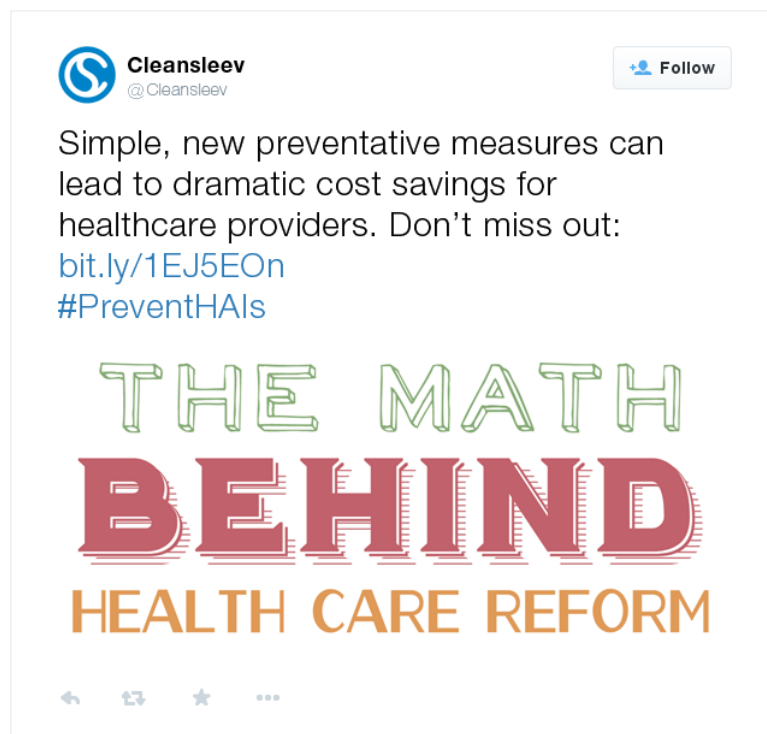 Cleansleev
@Cleansleev
Follow
Simple, new preventative measures can
lead to dramatic cost savings for
healthcare providers. Don’t miss out:
bit.ly/1EJ5EOn
#PreventHAIs
THE MATH
BEHIND
HEALTH CARE REFORM